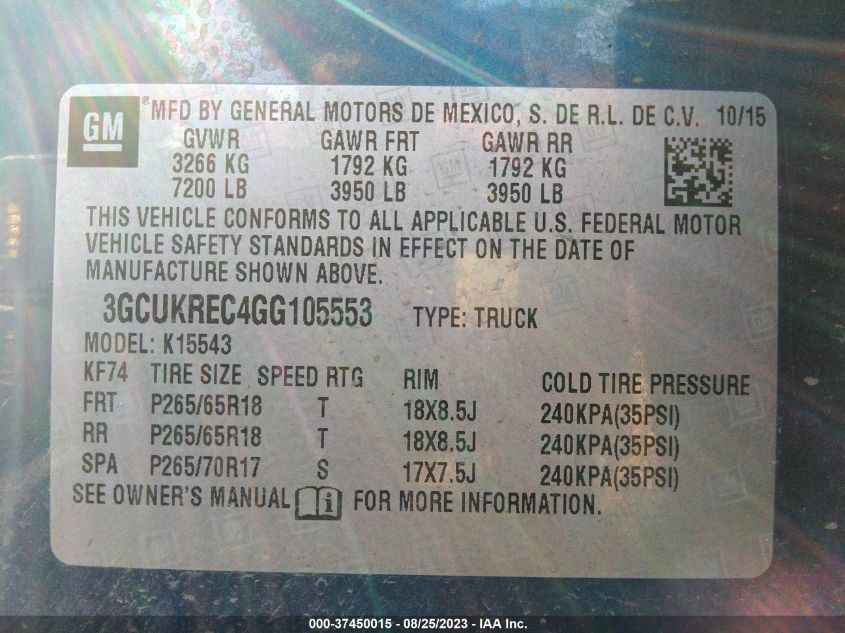 GM ® MFD BY GENERAL MOTORS DE MEXICO, S. DE R.L. DE C.V. 10/15
GVWR GAWR FRT GAWR RR
3266 KG 1792 KG 1792 KG
7200 LB 3950 LB 3950 LB
THIS VEHICLE CONFORMS TO ALL APPLICABLE U.S. FEDERAL MOTOR
VEHICLE SAFETY STANDARDS IN EFFECT ON THE DATE OF
MANUFACTURE SHOWN ABOVE.
3GCUKREC4GG105553 TYPE: TRUCK
MODEL: K15543
KF74 TIRE SIZE SPEED RTG RIM COLD TIRE PRESSURE
FRT P265/65R18 T 18X8.5J 240KPA(35PSI)
RR P265/65R18 T 18X8.5J 240KPA(35PSI)
SPA P265/70R17 S 17X7.5J 240KPA(35PSI)
SEE OWNER'S MANUAL i FOR MORE INFORMATION.
000-37450015 - 08/25/2023 - IAA Inc.